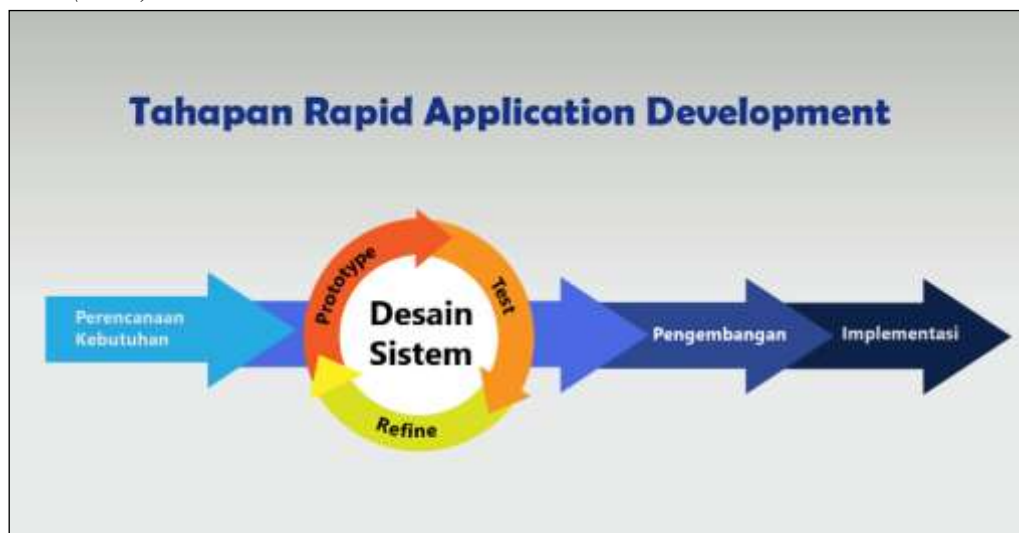 Tahapan Rapid Application Development
Perencanaan
Kebutuhan
Prototype
Test
Refine
Desain
Sistem
Pengembangan
Implementasi